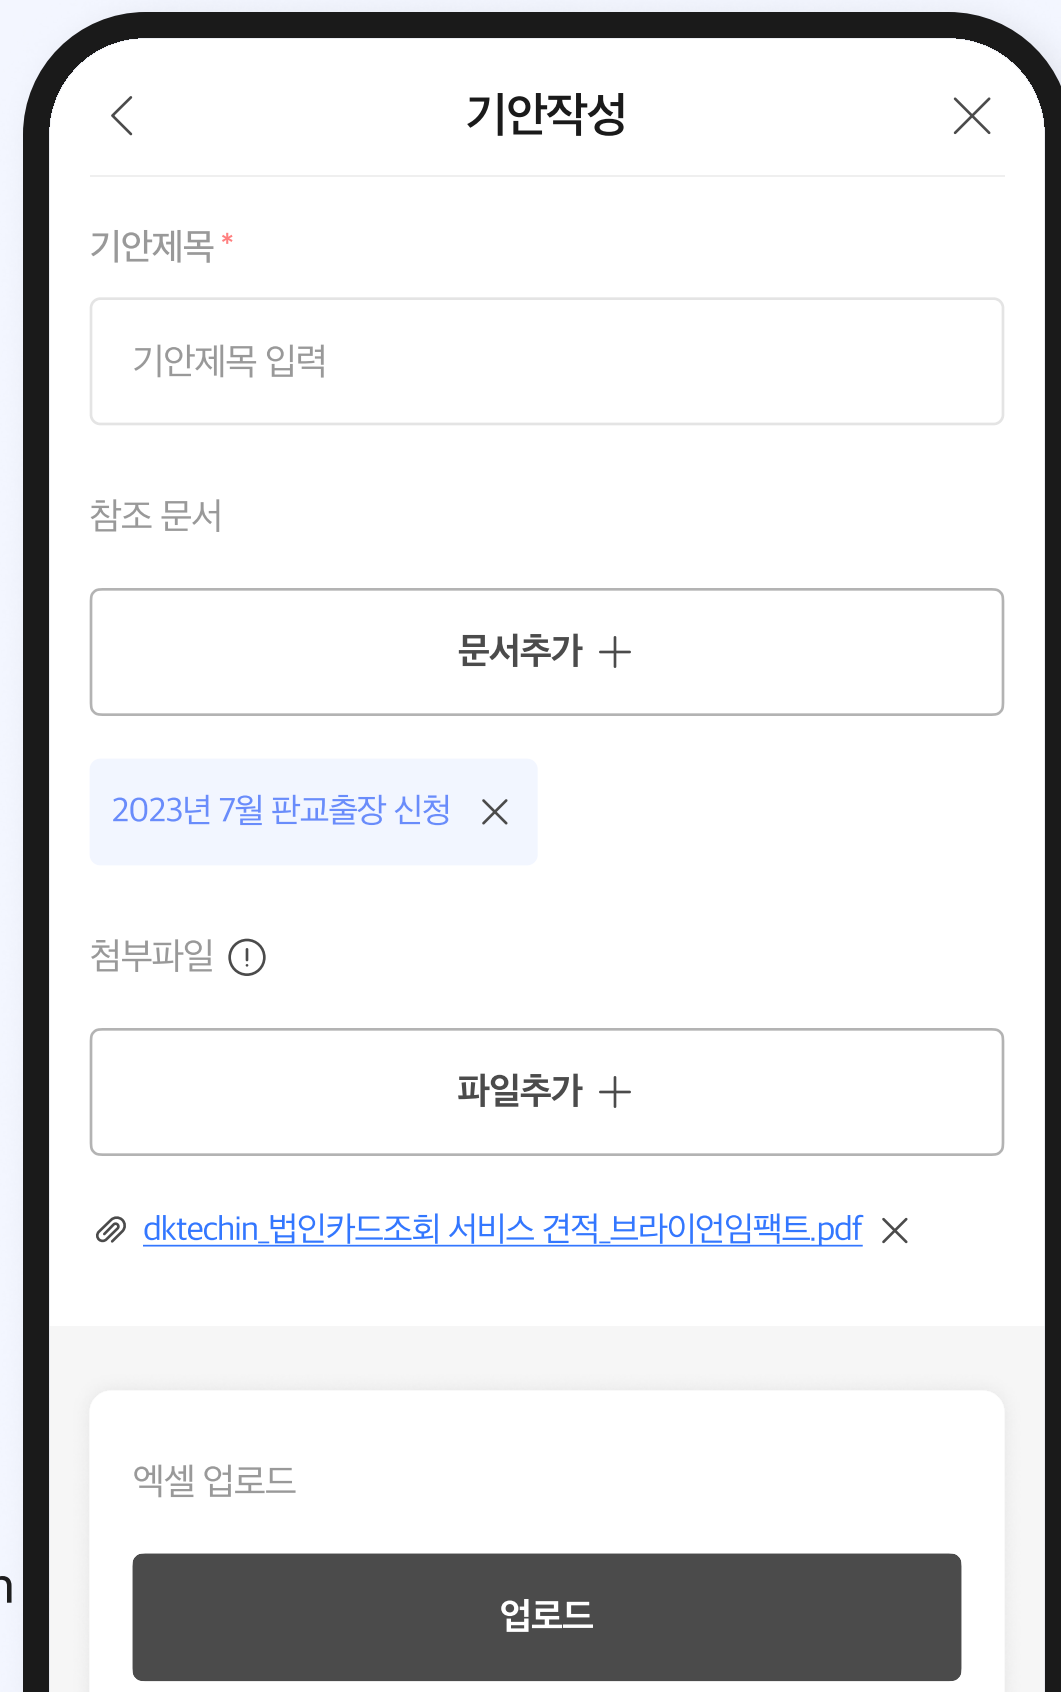 기안작성
기안제목 *
기안제목 입력
참조 문서
문서추가
2023년 7월 판교출장 신청
첨부파일
파일추가
dktechin_법인카드조회 서비스 견적_브라이언임팩트.pdf
엑셀 업로드
업로드